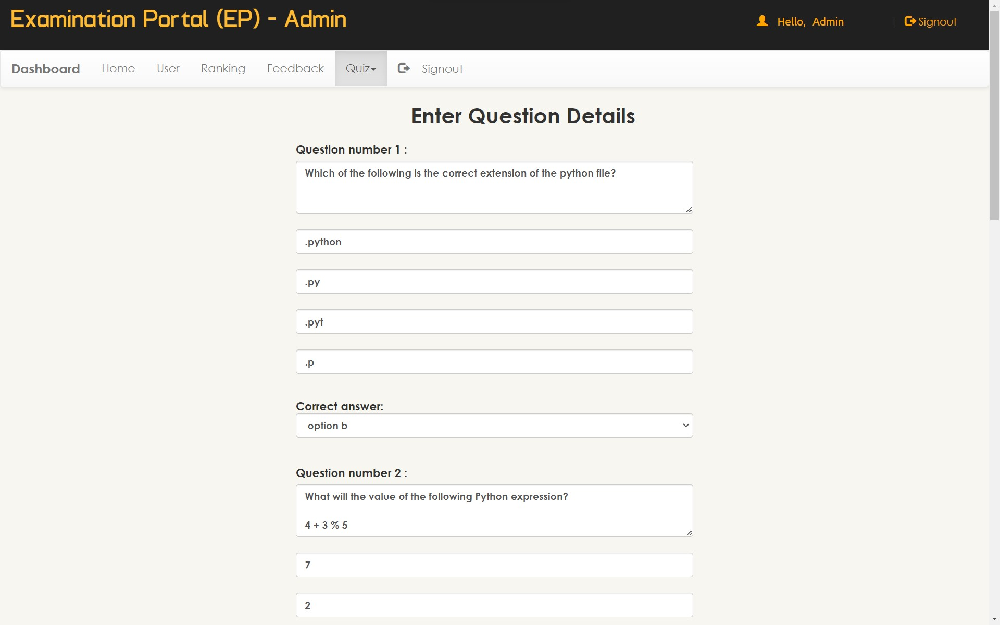 Examination Portal (EP) - Admin
Hello, Admin
Signout
Dashboard
Home
User
Ranking
Feedback
Quiz
Signout
Enter Question Details
Question number 1 :
Which of the following is the correct extension of the python file?
.python
.py
.pyt
.p
Correct answer:
option b
Question number 2 :
What will the value of the following Python expression?
4 + 3 % 5
7
2